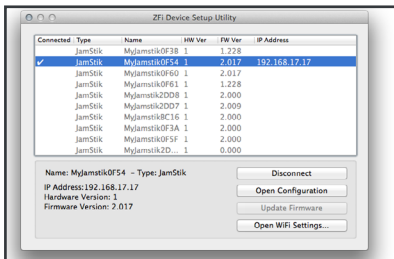 ZFi Device Setup Utility
Connected Type Name HW Ver FW Ver IP Address
JamStik MyJamstik0F3B 1 1.228
✓ JamStik MyJamstik0F54 1 2.017 192.168.17.17
JamStik MyJamstik0F60 1 2.017
JamStik MyJamstik0F61 1 1.228
JamStik MyJamstik2DD8 1 2.000
JamStik MyJamstik2DD7 1 2.009
JamStik MyJamstik8C16 1 2.000
JamStik MyJamstik0F3A 1 2.000
JamStik MyJamstik0F5F 1 2.000
JamStik MyJamstik2D... 1 0.000
Name: MyJamstik0F54 - Type: JamStik
IP Address:192.168.17.17
Hardware Version: 1
Firmware Version: 2.017
Disconnect
Open Configuration
Update Firmware
Open WiFi Settings...